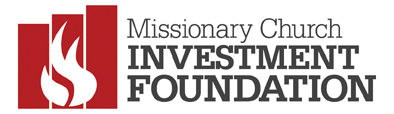 Missionary Church
INVESTMENT
FOUNDATION